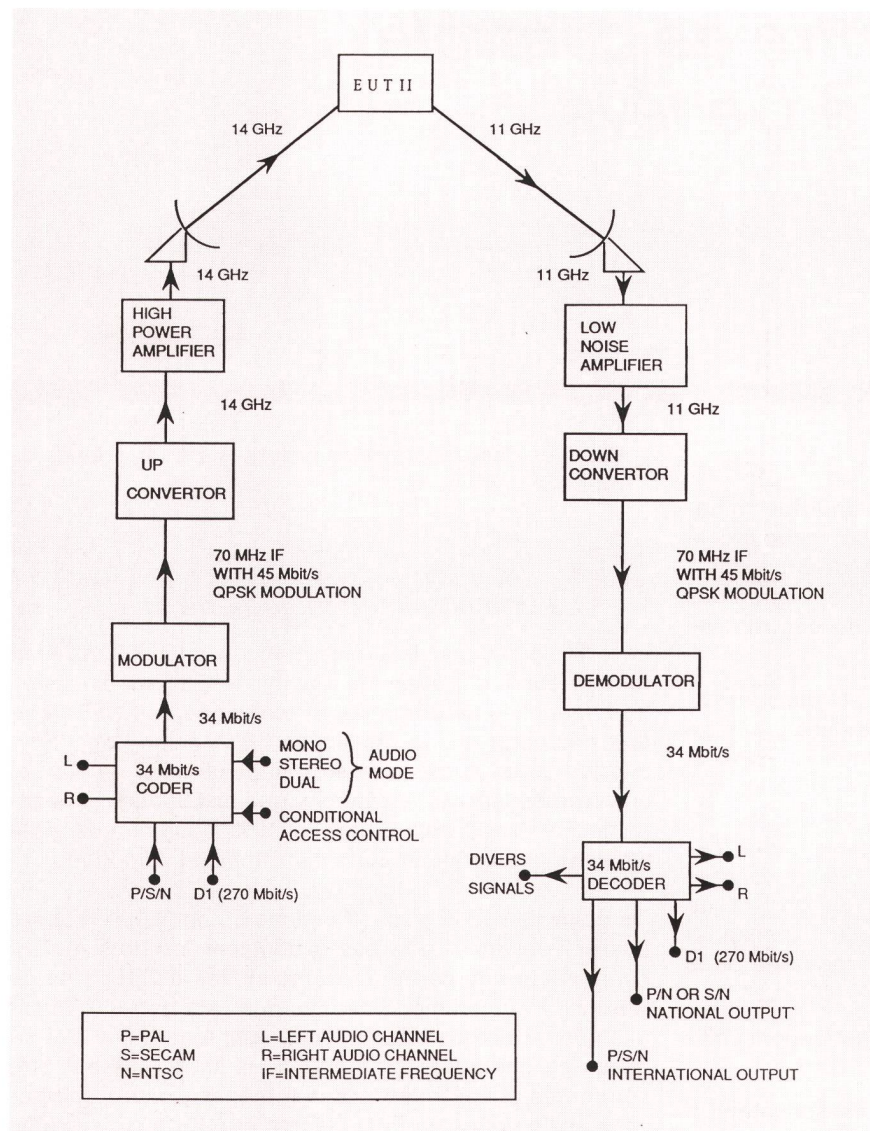 E U T II
14 GHz
11 GHz
14 GHz
11 GHz
HIGH
POWER
AMPLIFIER
LOW
NOISE
AMPLIFIER
14 GHz
11 GHz
UP
CONVERTOR
DOWN
CONVERTOR
70 MHz IF
WITH 45 Mbit/s
QPSK MODULATION
70 MHz IF
WITH 45 Mbit/s
QPSK MODULATION
MODULATOR
DEMODULATOR
34 Mbit/s
34 Mbit/s
L
R
34 Mbit/s
CODER
MONO
STEREO
DUAL
AUDIO
MODE
CONDITIONAL
ACCESS CONTROL
P/S/N
D1 (270 Mbit/s)
DIVERS
SIGNALS
34 Mbit/s
DECODER
L
R
D1 (270 Mbit/s)
P/N OR S/N
NATIONAL OUTPUT
P/S/N
INTERNATIONAL OUTPUT
P=PAL
S=SECAM
N=NTSC
L=LEFT AUDIO CHANNEL
R=RIGHT AUDIO CHANNEL
IF=INTERMEDIATE FREQUENCY